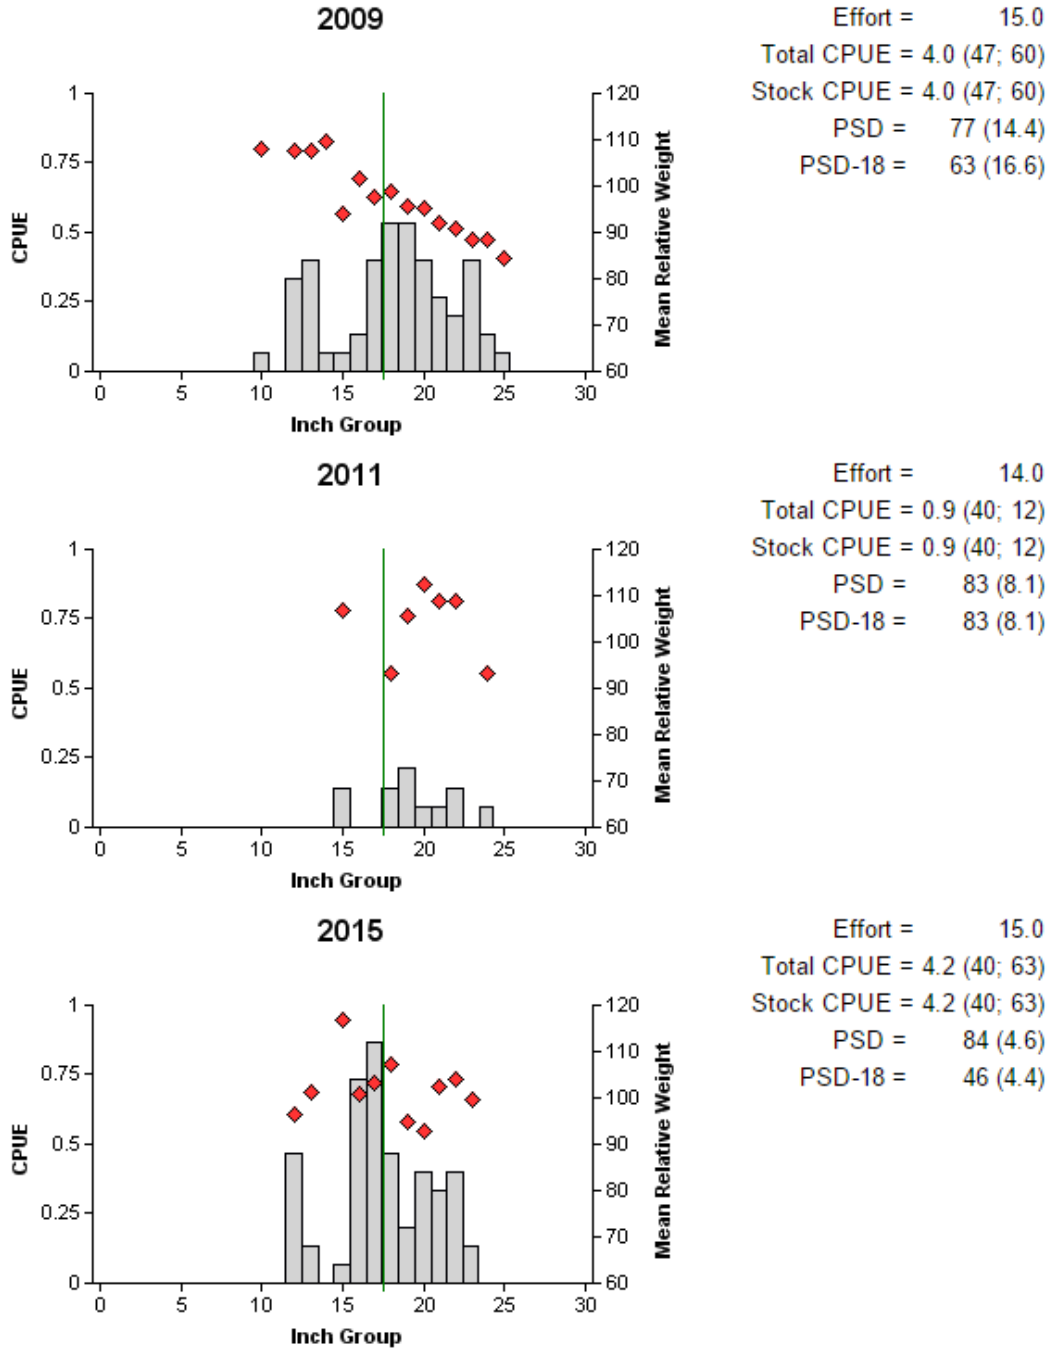 2009
Effort = 15.0
Total CPUE = 4.0 (47; 60)
Stock CPUE = 4.0 (47; 60)
PSD = 77 (14.4)
PSD-18 = 63 (16.6)
1 120
110
0.75
100
0.5 90
80
0.25
70
0 60
CPUE
Mean Relative Weight
0 5 10 15 20 25 30
Inch Group
2011
Effort = 14.0
Total CPUE = 0.9 (40; 12)
Stock CPUE = 0.9 (40; 12)
PSD = 83 (8.1)
PSD-18 = 83 (8.1)
1 120
110
0.75
100
0.5 90
80
0.25
70
0 60
CPUE
Mean Relative Weight
0 5 10 15 20 25 30
Inch Group
2015
Effort = 15.0
Total CPUE = 4.2 (40; 63)
Stock CPUE = 4.2 (40; 63)
PSD = 84 (4.6)
PSD-18 = 46 (4.4)
1 120
110
0.75
100
0.5 90
80
0.25
70
0 60
CPUE
Mean Relative Weight
0 5 10 15 20 25 30
Inch Group